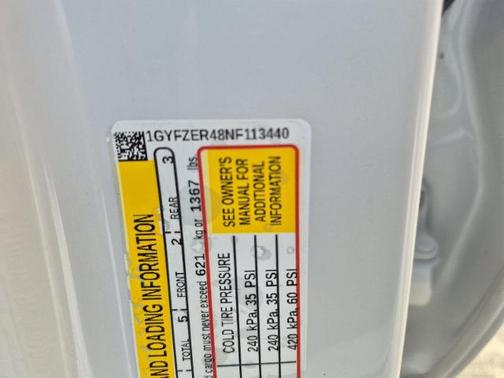 1GYFZER48NF113440
AND LOADING INFORMATION
TOTAL 5 FRONT 2 REAR 3
d cargo must never exceed 621 kg or 1367 lbs.
COLD TIRE PRESSURE
240 kPa, 35 PSI
240 kPa, 35 PSI
420 kPa, 60 PSI
SEE OWNER'S
MANUAL FOR
ADDITIONAL
INFORMATION